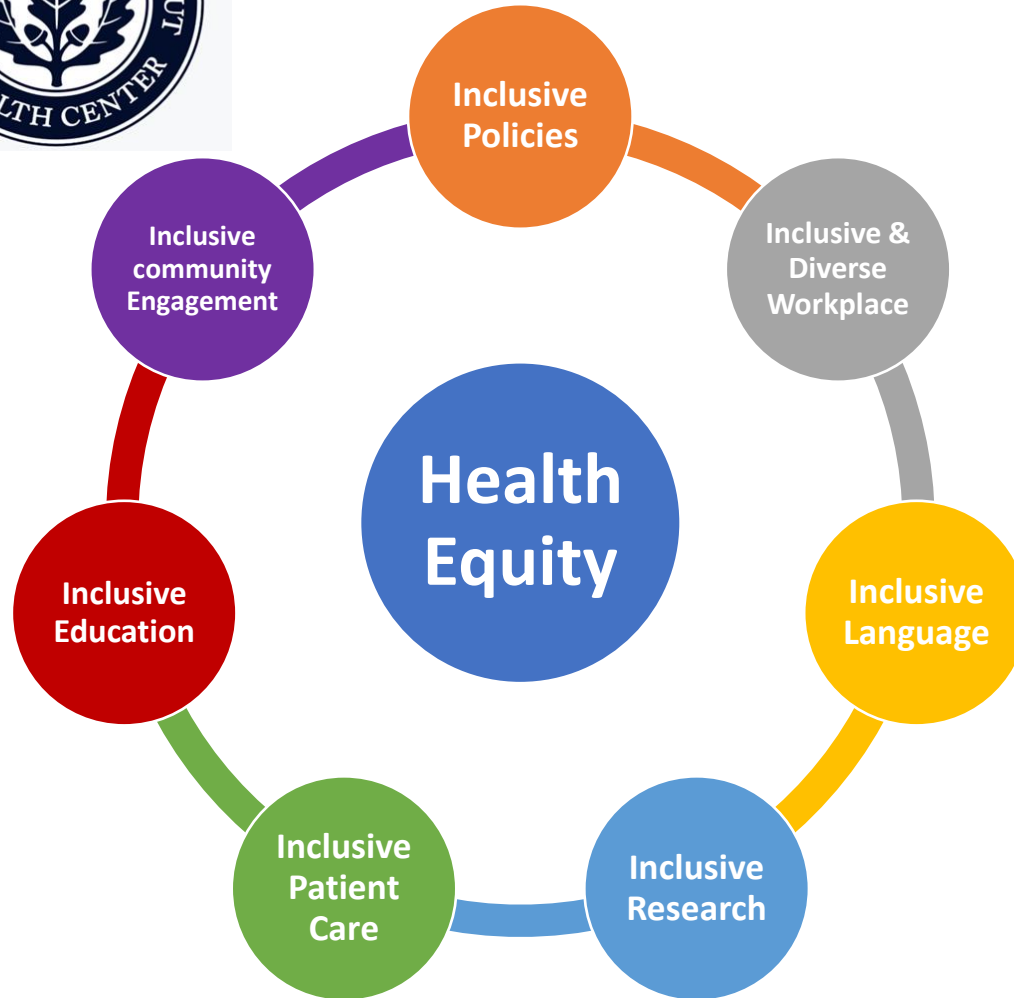 UT
LTH CENTER
Inclusive
Policies
Inclusive &
Diverse
Workplace
Inclusive
Language
Inclusive
Research
Inclusive
Patient
Care
Inclusive
Education
Inclusive
community
Engagement
Health
Equity